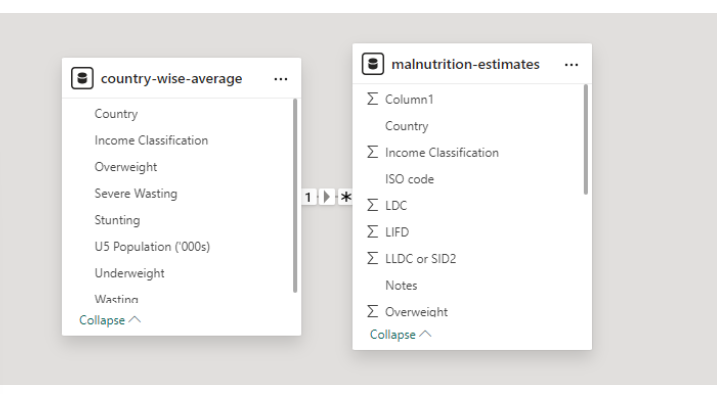 country-wise-average ...
Country
Income Classification
Overweight
Severe Wasting
Stunting
U5 Population ('000s)
Underweight
Wasting
Collapse
1 *
malnutrition-estimates ...
Σ Column1
Country
Σ Income Classification
ISO code
Σ LDC
Σ LIFD
Σ LLDC or SID2
Notes
Σ Overweight
Collapse